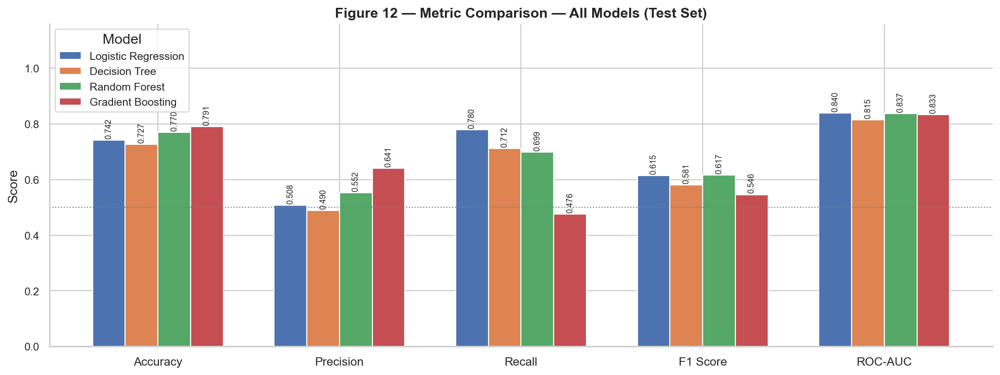 Figure 12 — Metric Comparison — All Models (Test Set)
Model
Logistic Regression
Decision Tree
Random Forest
Gradient Boosting
Score
1.0
0.8
0.6
0.4
0.2
0.0
0.742
0.727
0.770
0.791
0.508
0.490
0.552
0.641
0.780
0.712
0.699
0.476
0.615
0.581
0.617
0.546
0.840
0.815
0.837
0.833
Accuracy
Precision
Recall
F1 Score
ROC-AUC